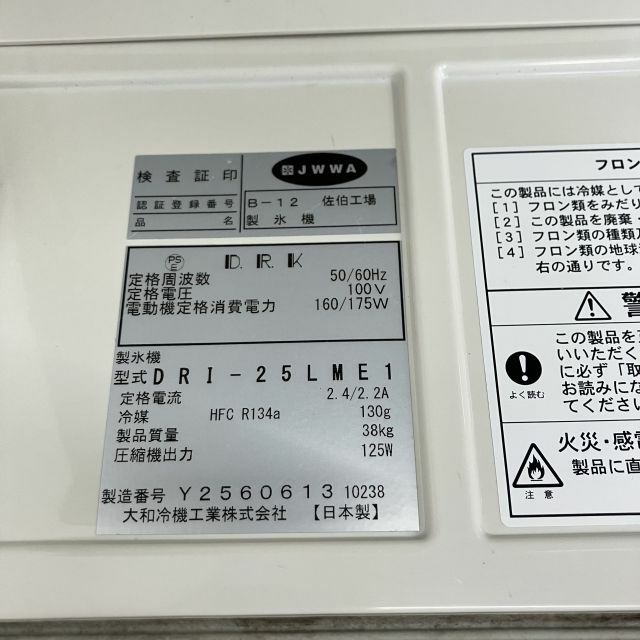 検査証印
JWWA
認証登録番号 B-12 佐伯工場
品名 製氷機
PS
E
D.R.K
定格周波数 50/60Hz
定格電圧 100V
電動機定格消費電力 160/175W
製氷機
型式DRI-25LME1
定格電流 2.4/2.2A
冷媒 HFC R134a 130g
製品質量 38kg
圧縮機出力 125W
製造番号 Y2560613 10238
大和冷機工業株式会社 【日本製】
フロン
この製品には冷媒として
[1] フロン類をみだり
[2] この製品を廃棄・
[3] フロン類の種類及
[4] フロン類の地球
右の通りです。
警
この製品を
いいただく
に必ず「取
お読みにな
てください
よく読む
火災・感電
製品に直
注意